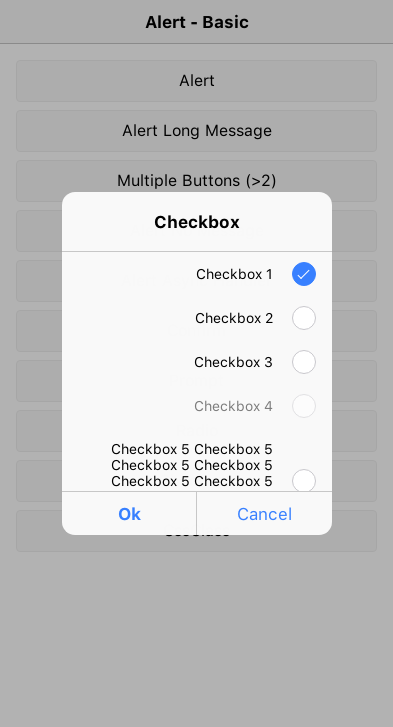 Alert - Basic
Alert
Alert Long Message
Multiple Buttons (>2)
Checkbox
Checkbox 1
Checkbox 2
Checkbox 3
Checkbox 4
Checkbox 5 Checkbox 5
Checkbox 5 Checkbox 5
Checkbox 5 Checkbox 5
Ok
Cancel